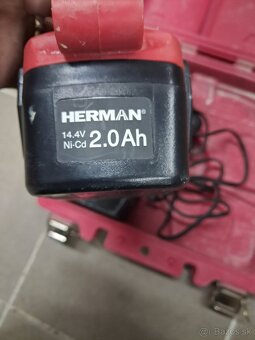 HERMAN®
14.4V
Ni-Cd 2.0Ah
Bazos.sk